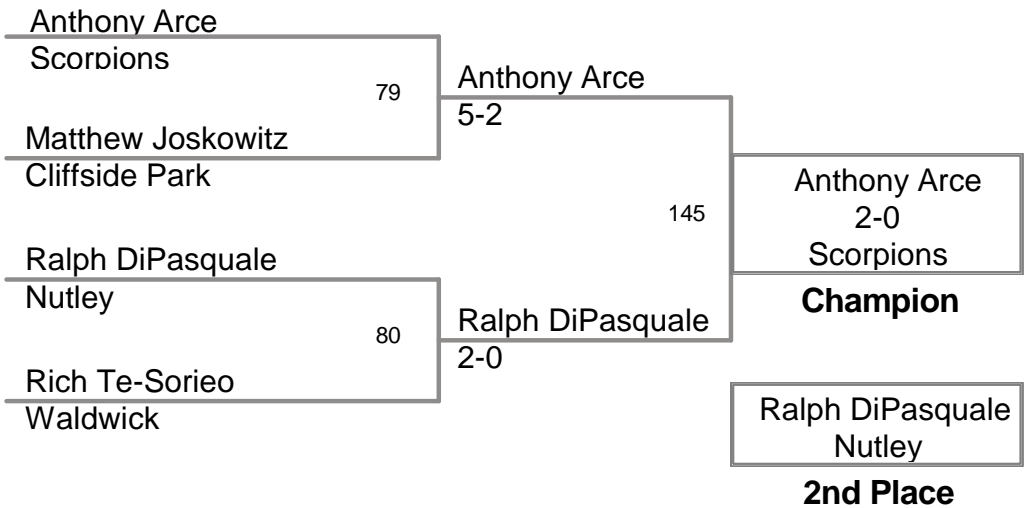 Anthony Arce
Scorpions
79
Matthew Joskowitz
Cliffside Park
Ralph DiPasquale
Nutley
80
Rich Te-Sorieo
Waldwick
Anthony Arce
5-2
145
Ralph DiPasquale
2-0
Anthony Arce
2-0
Scorpions
Champion
Ralph DiPasquale
Nutley
2nd Place